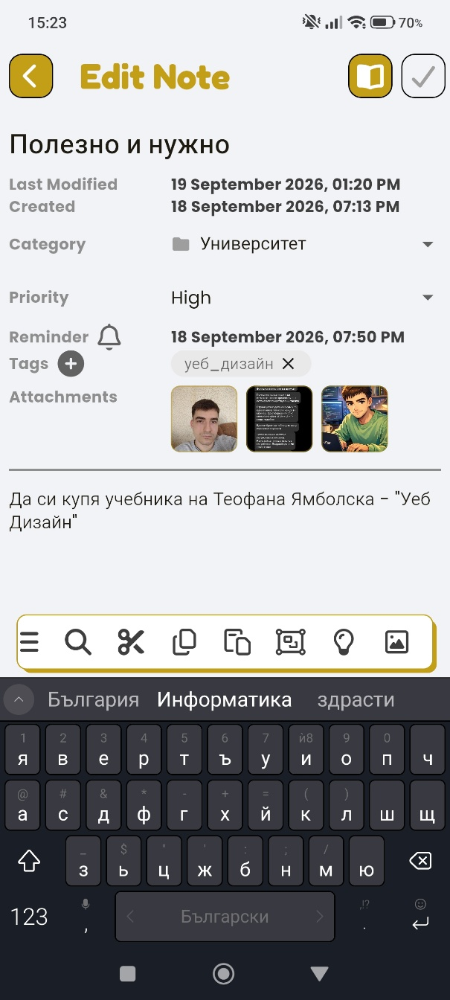 15:23
70%
Edit Note
Полезно и нужно
Last Modified 19 September 2026, 01:20 PM
Created 18 September 2026, 07:13 PM
Category Университет
Priority High
Reminder 18 September 2026, 07:50 PM
Tags уеб_дизайн
Attachments
Да си купя учебника на Теофана Ямболска - "Уеб
Дизайн"
България Информатика здрасти
1 2 3 4 5 6 7 ѝ8 9 0
я в е р т ъ у и о п ч
@ # & * - + = ( )
а с д ф г х й к л ш щ
_ $ " ' : ; /
з ь ц ж б н м ю
123 , Български ,!? .